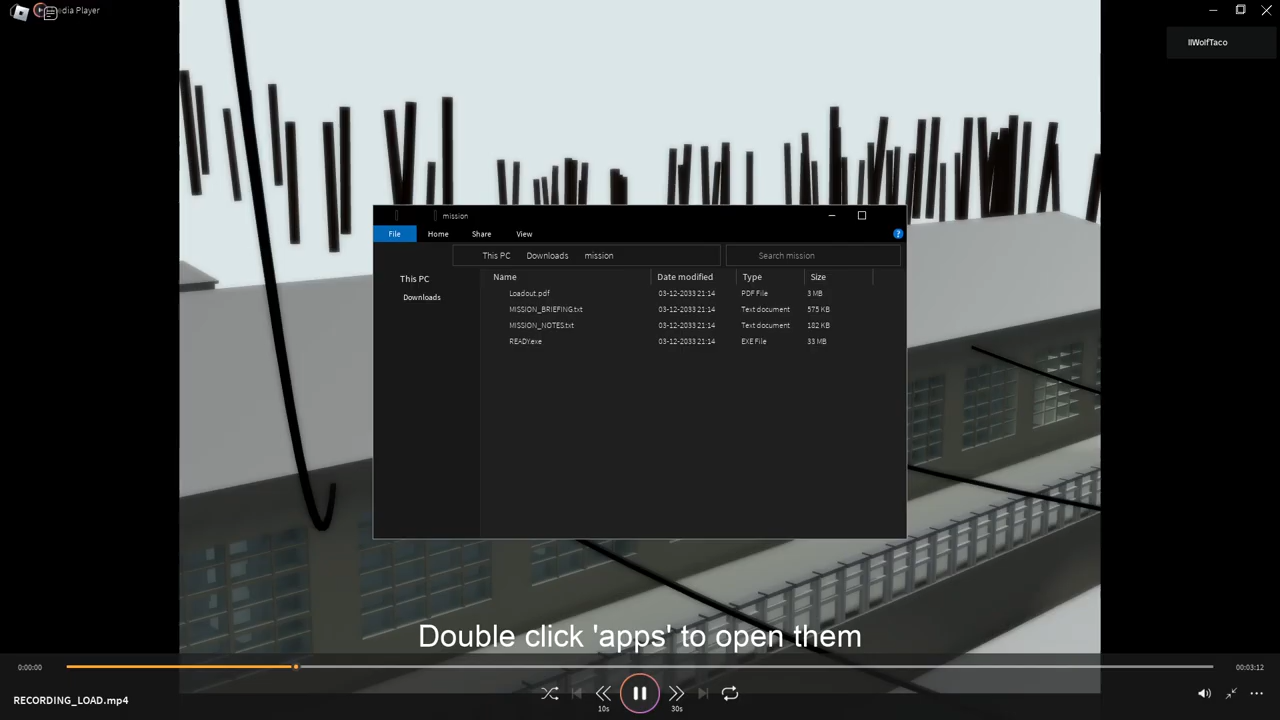 edia Player
IlWolfTaco
mission
File Home Share View
This PC Downloads mission Search mission
This PC
Downloads
Name Date modified Type Size
Loadout.pdf 03-12-2033 21:14 PDF File 3 MB
MISSION_BRIEFING.txt 03-12-2033 21:14 Text document 575 KB
MISSION_NOTES.txt 03-12-2033 21:14 Text document 182 KB
READY.exe 03-12-2033 21:14 EXE File 33 MB
Double click 'apps' to open them
0:00:00 00:03:12
RECORDING_LOAD.mp4
10s 30s